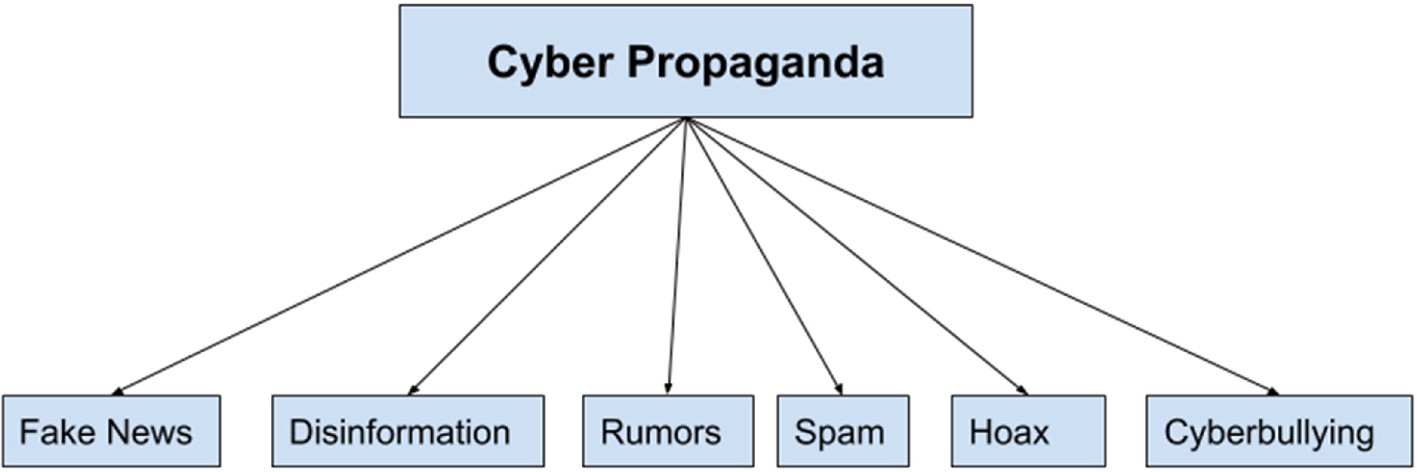 Cyber Propaganda
Fake News
Disinformation
Rumors
Spam
Hoax
Cyberbullying